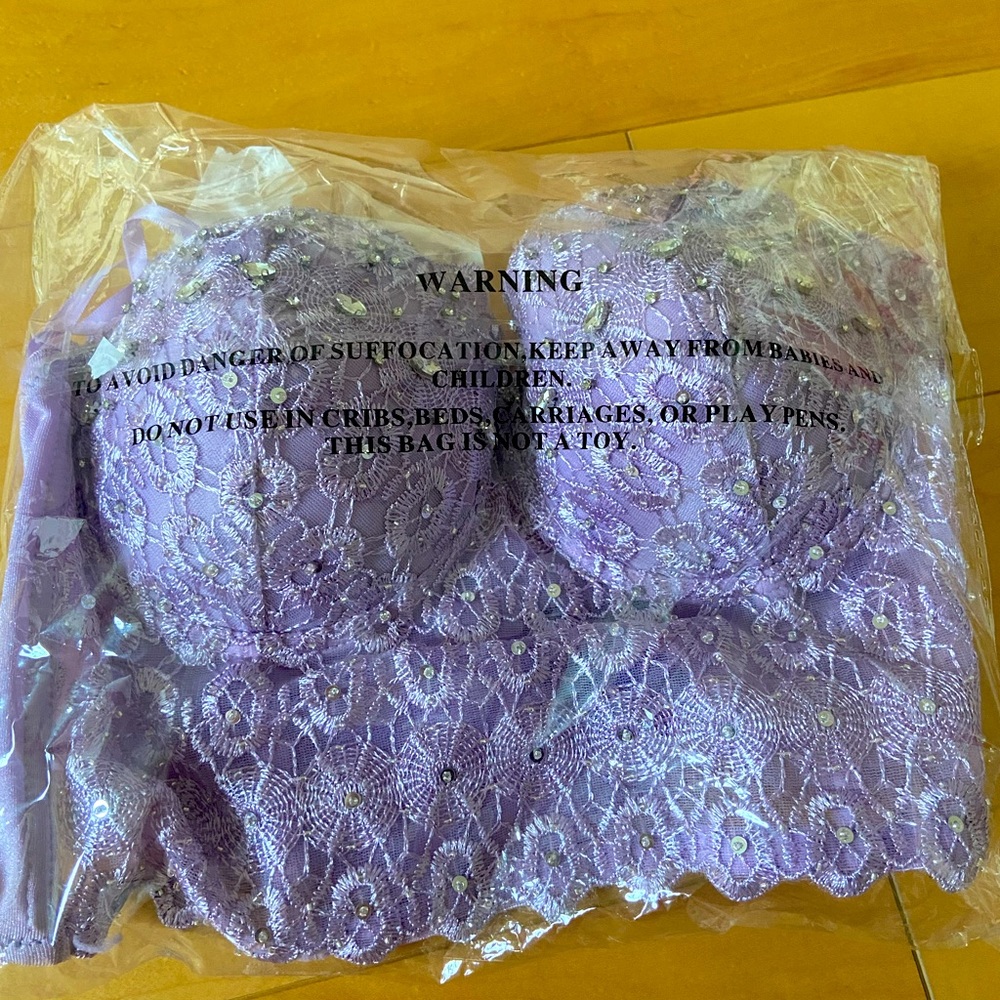 WARNING
TO AVOID DANGER OF SUFFOCATION,KEEP AWAY FROM BABIES AND
CHILDREN.
DO NOT USE IN CRIBS,BEDS,CARRIAGES, OR PLAY PENS.
THIS BAG IS NOT A TOY.